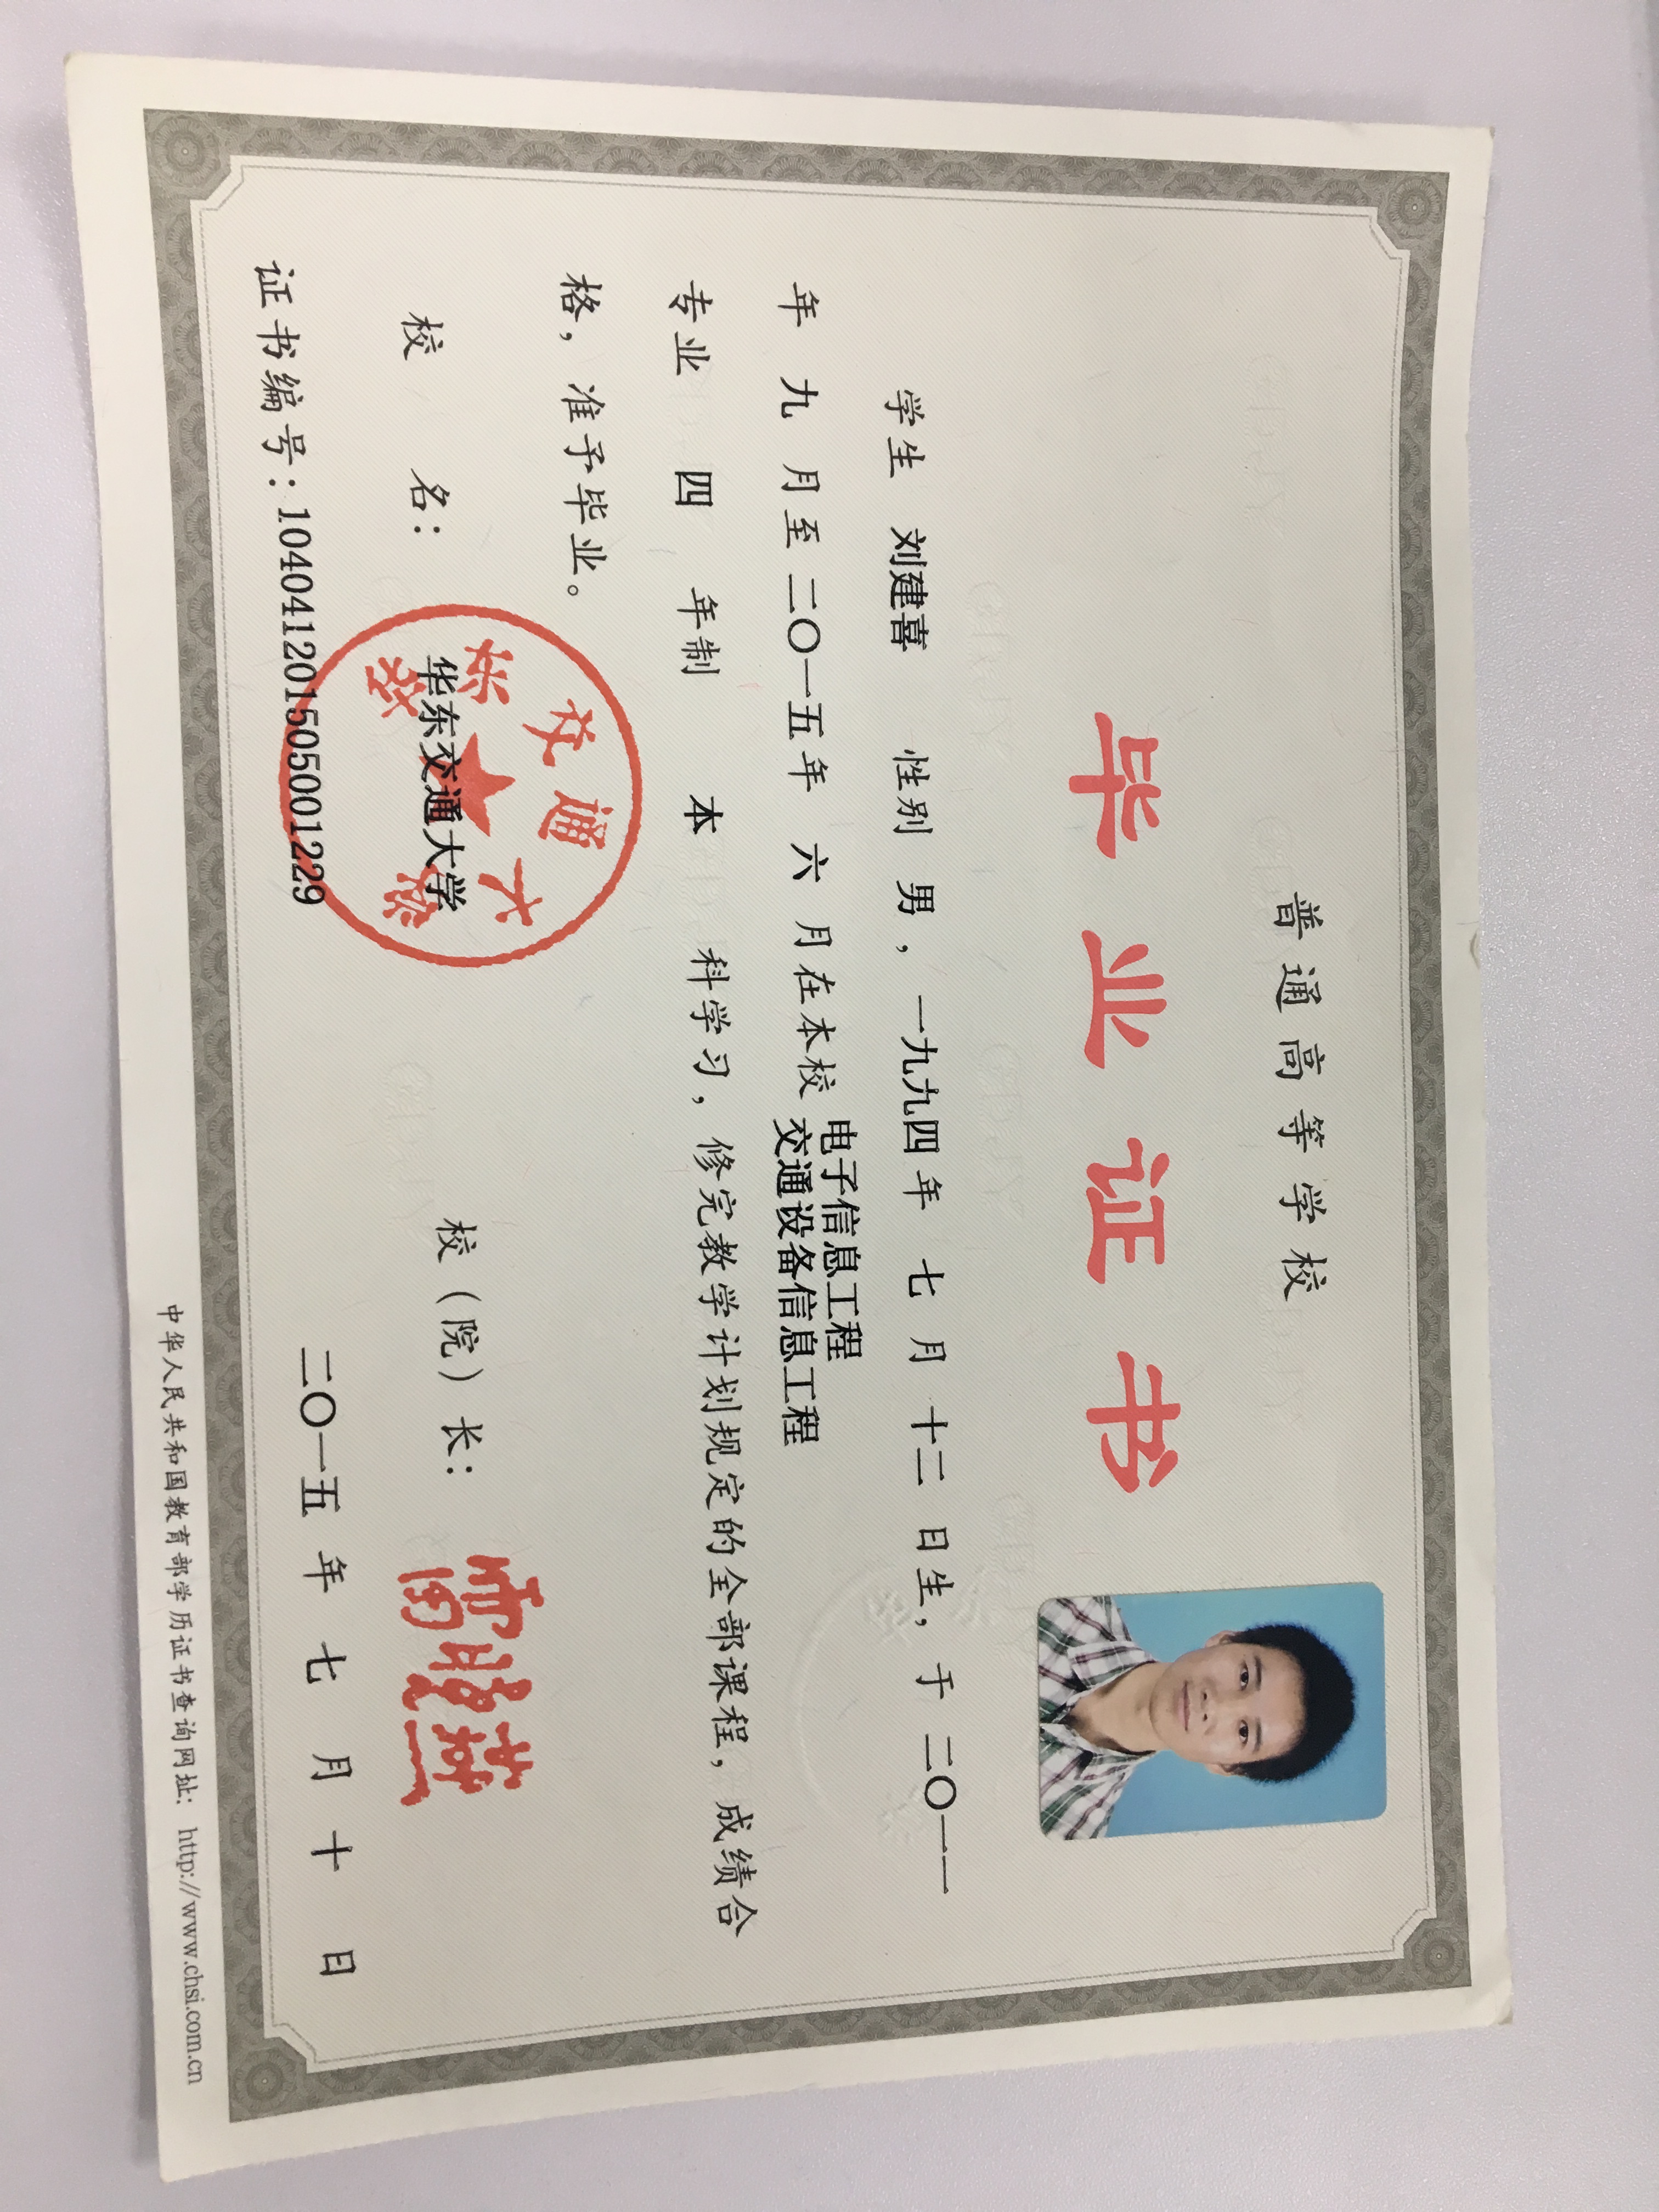 普通高等学校
毕业证书
学生 刘建喜 性别 男，一九九四年 七 月 十二 日生，于 二〇一一
年 九 月至 二〇一五年 六 月在本校 电子信息工程
交通设备信息工程
专业 四 年制 本 科学习，修完教学计划规定的全部课程，成绩合
格，准予毕业。
校 名：华东交通大学
校（院）长：
证书编号：104041201505001229
二〇一五 年 七 月 十 日
中华人民共和国教育部学历证书查询网址：http://www.chsi.com.cn